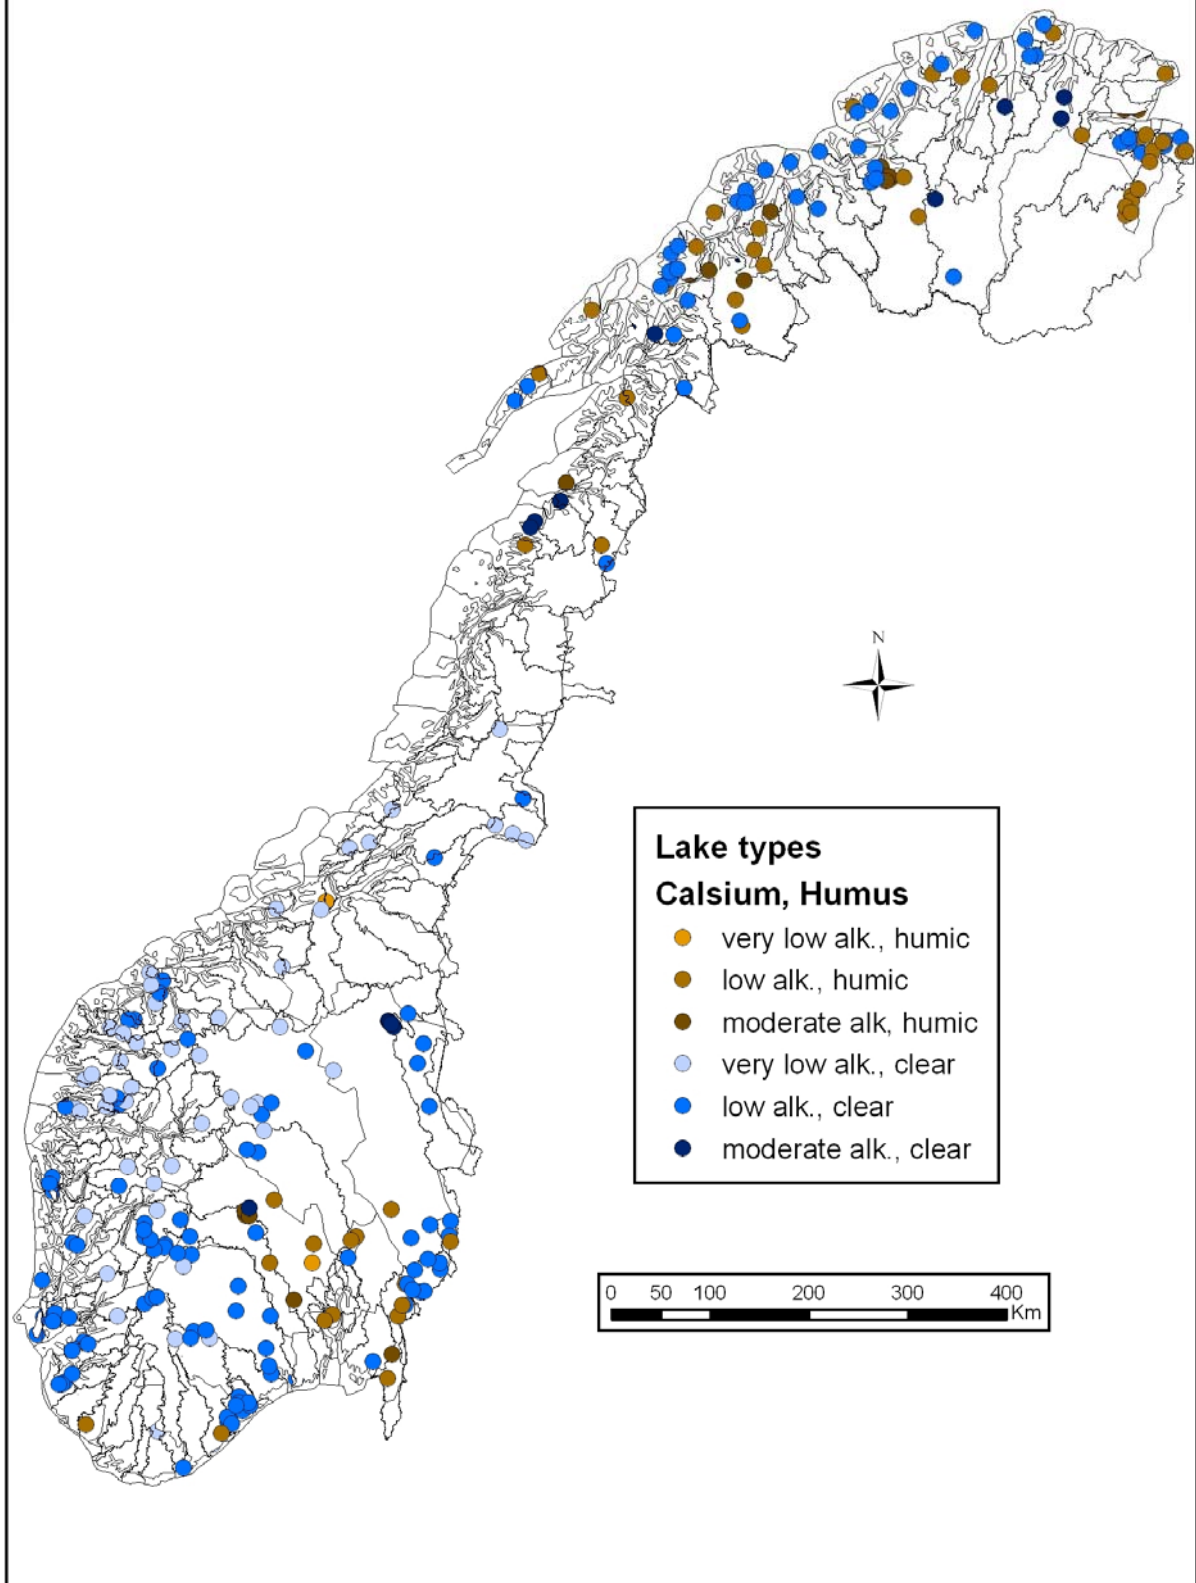 N
Lake types
Calsium, Humus
very low alk., humic
low alk., humic
moderate alk, humic
very low alk., clear
low alk., clear
moderate alk., clear
0 50 100 200 300 400
Km